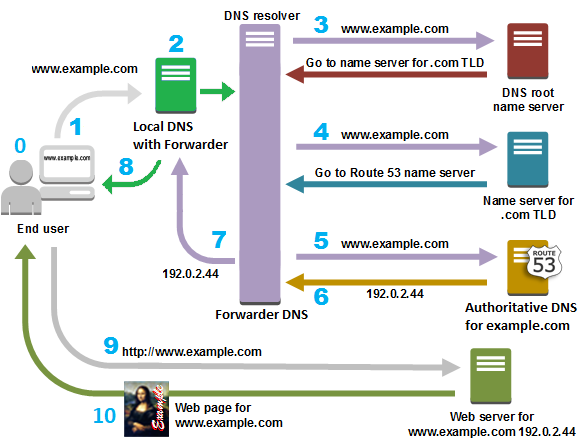 DNS resolver
2
3
www.example.com
Go to name server for .com TLD
DNS root
name server
www.example.com
1
Local DNS
with Forwarder
0
www.example.com
End user
8
4
www.example.com
Go to Route 53 name server
Name server for
.com TLD
7
192.0.2.44
5
www.example.com
6
192.0.2.44
ROUTE
53
Authoritative DNS
for example.com
Forwarder DNS
9
http://www.example.com
10
Example
Web page for
www.example.com
Web server for
www.example.com 192.0.2.44